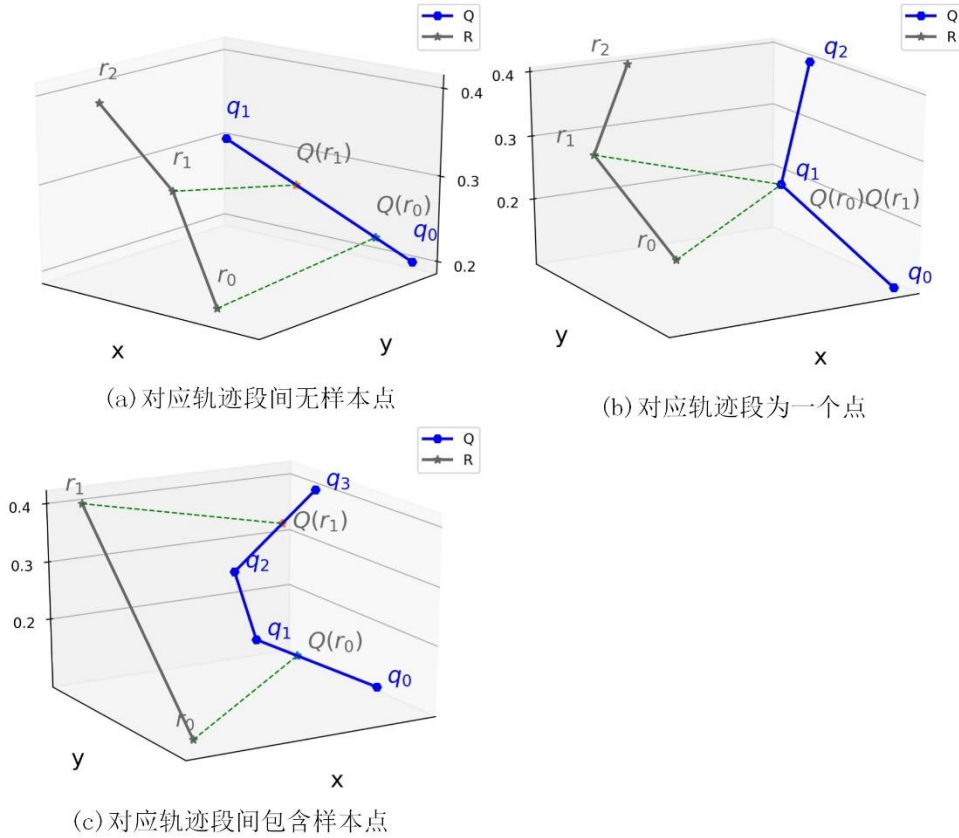 Q
R
r₂
q₁
0.4
r₁
Q(r₁)
0.3
Q(r₀)
q₀
r₀
0.2
x
y
(a)对应轨迹段间无样本点
Q
R
0.4
r₂
q₂
0.3
r₁
q₁
0.2
Q(r₀)Q(r₁)
r₀
q₀
y
x
(b)对应轨迹段为一个点
Q
R
r₁
q₃
0.4
Q(r₁)
0.3
q₂
0.2
q₁
Q(r₀)
q₀
r₀
y
x
(c)对应轨迹段间包含样本点